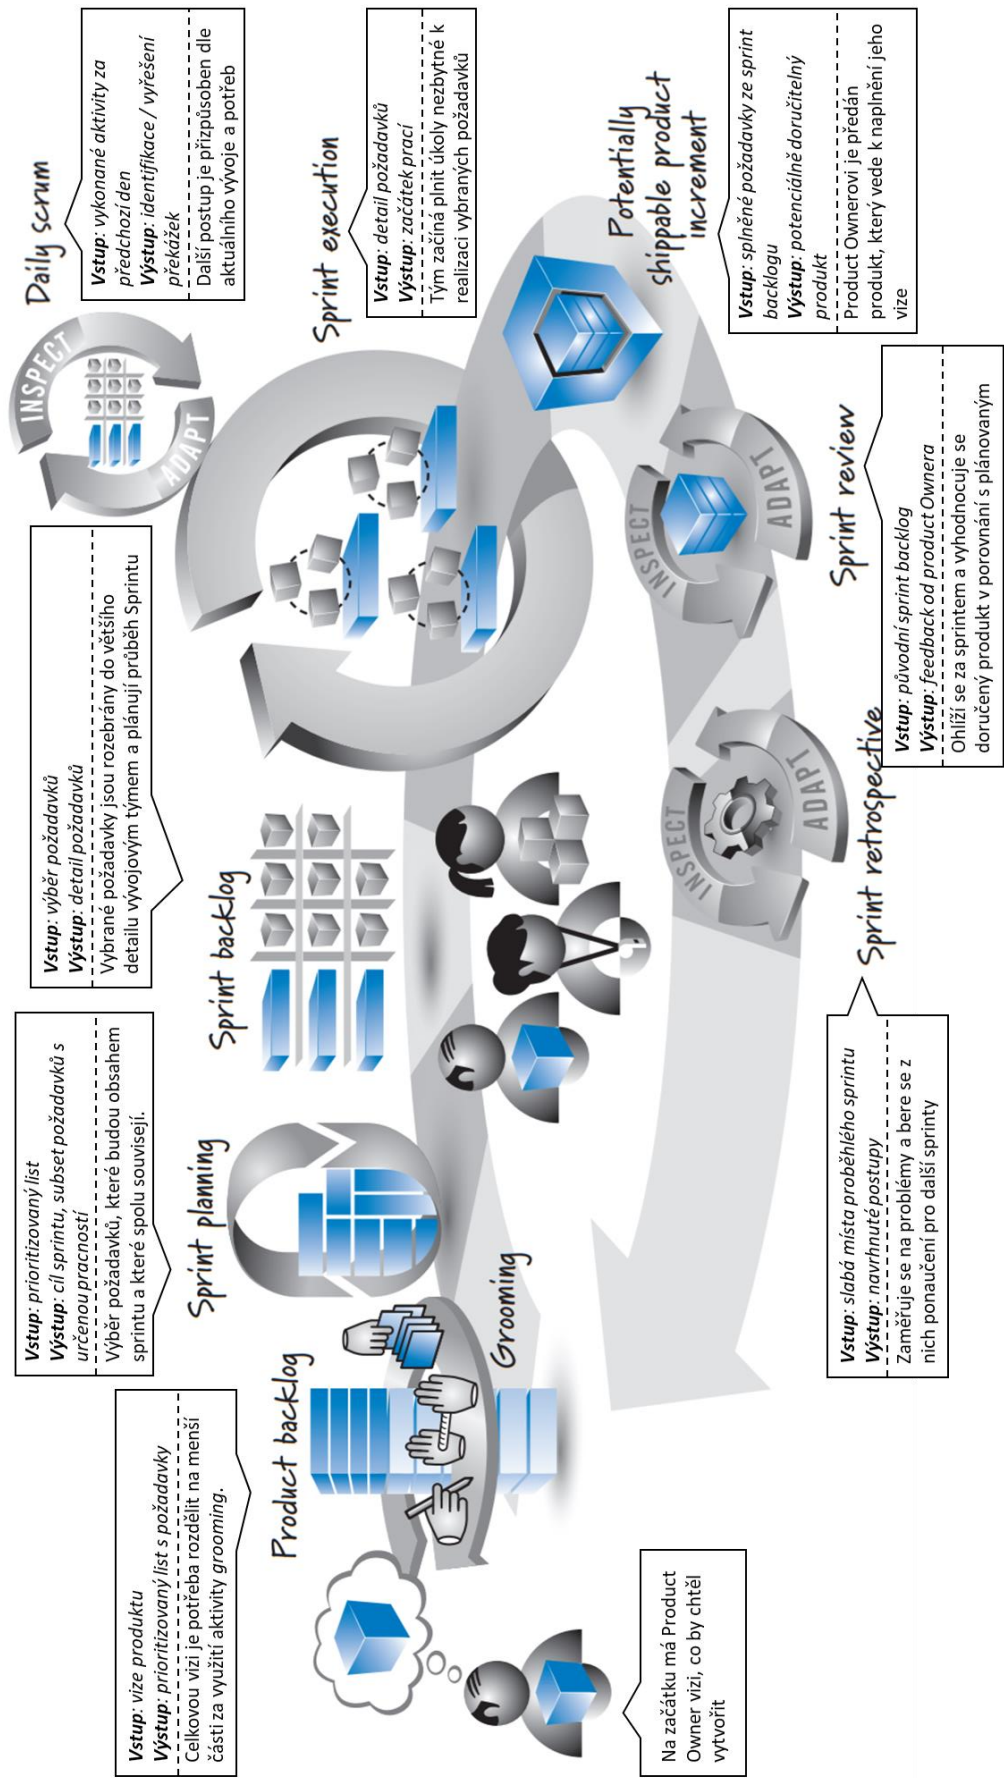 Na začátku má Product
Owner vizi, co by chtěl
vytvořit
Vstup: vize produktu
Výstup: prioritizovaný list s požadavky
Celkovou vizi je potřeba rozdělit na menší
části za využití aktivity grooming.
Product backlog
Grooming
Vstup: prioritizovaný list
Výstup: cíl sprintu, subset požadavků s
určenou pracností
Výběr požadavků, které budou obsahem
sprintu a které spolu souvisejí.
Sprint planning
Vstup: výběr požadavků
Výstup: detail požadavků
Vybrané požadavky jsou rozebrány do většího
detailu vývojovým týmem a plánují průběh Sprintu
Sprint backlog
Daily scrum
INSPECT
ADAPT
Vstup: vykonané aktivity za
předchozí den
Výstup: identifikace / vyřešení
překážek
Další postup je přizpůsoben dle
aktuálního vývoje a potřeb
Sprint execution
Vstup: detail požadavků
Výstup: začátek prací
Tým začíná plnit úkoly nezbytné k
realizaci vybraných požadavků
Potentially
shippable product
increment
Vstup: splněné požadavky ze sprint
backlogu
Výstup: potenciálně doručitelný
produkt
Product Ownerovi je předán
produkt, který vede k naplnění jeho
vize
INSPECT
ADAPT
Sprint review
Vstup: původní sprint backlog
Výstup: feedback od product Ownera
Ohlíží se za sprintem a vyhodnocuje se
doručený produkt v porovnání s plánovaným
INSPECT
ADAPT
Sprint retrospective
Vstup: slabá místa proběhlého sprintu
Výstup: navrhnuté postupy
Zaměřuje se na problémy a bere se z
nich ponaučení pro další sprinty